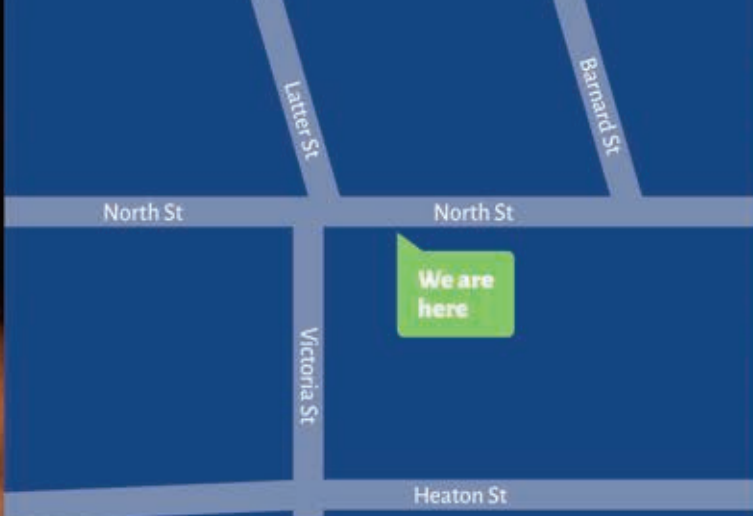 Latter St
Barnard St
North St
North St
We are
here
Victoria St
Heaton St